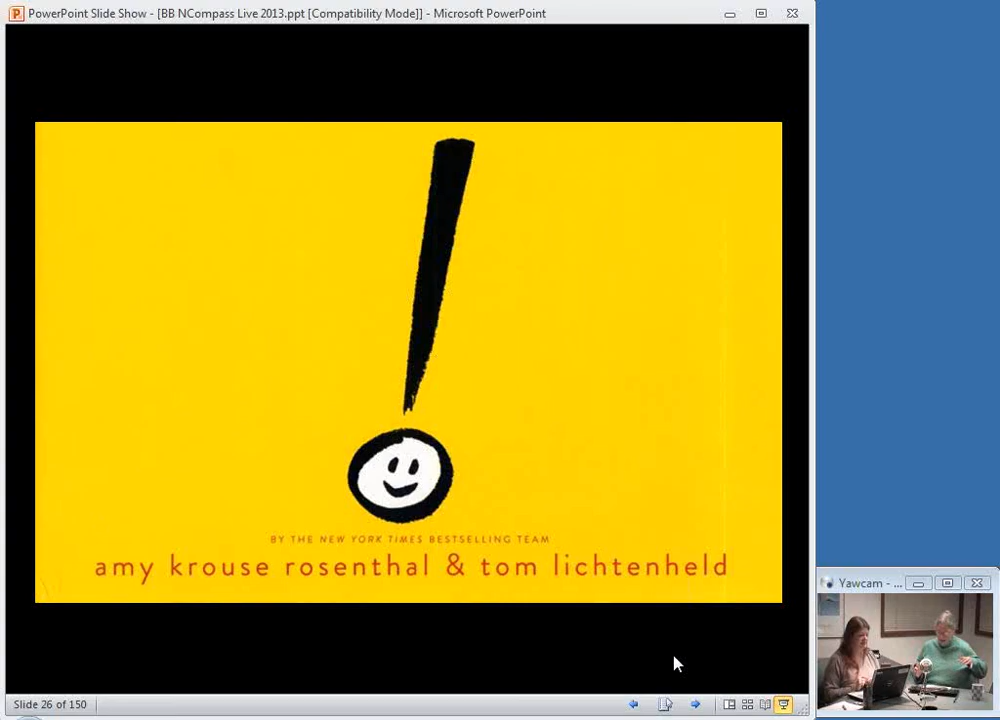 PowerPoint Slide Show - [BB NCompass Live 2013.ppt [Compatibility Mode]] - Microsoft PowerPoint
!
BY THE NEW YORK TIMES BESTSELLING TEAM
amy krouse rosenthal & tom lichtenheld
Yawcam - ...
Slide 26 of 150